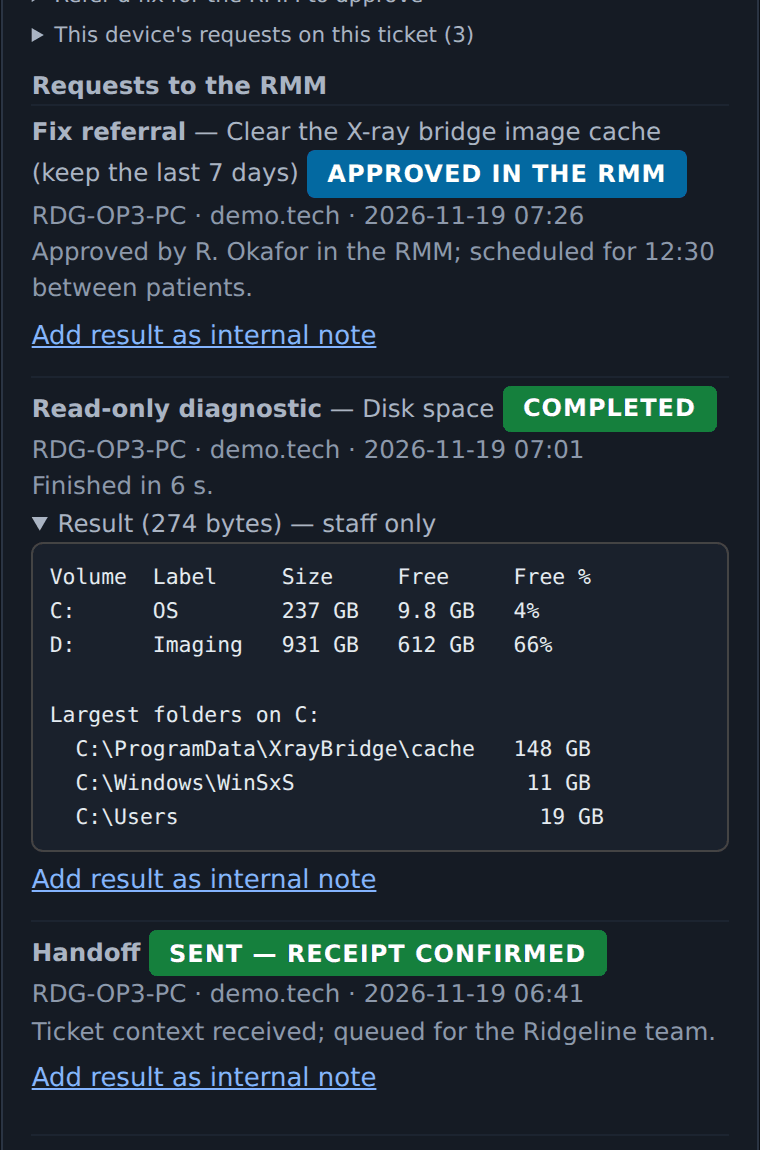 ▶ Refer a fix for the RMM to approve
▶ This device's requests on this ticket (3)
Requests to the RMM
Fix referral — Clear the X-ray bridge image cache
(keep the last 7 days) APPROVED IN THE RMM
RDG-OP3-PC · demo.tech · 2026-11-19 07:26
Approved by R. Okafor in the RMM; scheduled for 12:30
between patients.
Add result as internal note
Read-only diagnostic — Disk space COMPLETED
RDG-OP3-PC · demo.tech · 2026-11-19 07:01
Finished in 6 s.
▼ Result (274 bytes) — staff only
Volume Label Size Free Free %
C: OS 237 GB 9.8 GB 4%
D: Imaging 931 GB 612 GB 66%
Largest folders on C:
C:\ProgramData\XrayBridge\cache 148 GB
C:\Windows\WinSxS 11 GB
C:\Users 19 GB
Add result as internal note
Handoff SENT — RECEIPT CONFIRMED
RDG-OP3-PC · demo.tech · 2026-11-19 06:41
Ticket context received; queued for the Ridgeline team.
Add result as internal note